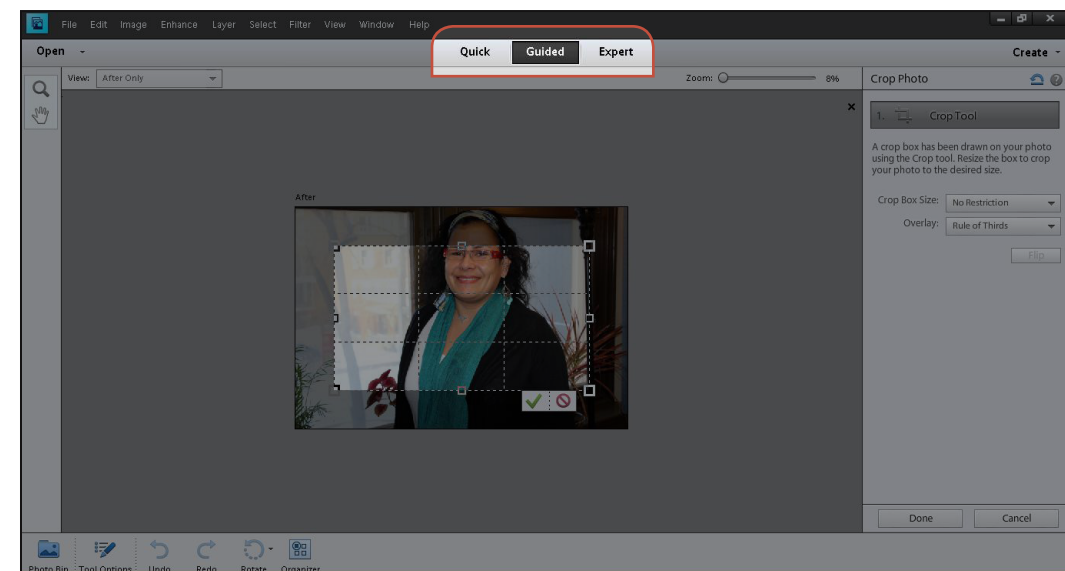 File Edit Image Enhance Layer Select Filter View Window Help
Open Quick Guided Expert Create
View: After Only Zoom: 8% Crop Photo
1. Crop Tool
A crop box has been drawn on your photo
using the Crop tool. Resize the box to crop
your photo to the desired size.
After
Crop Box Size: No Restriction
Overlay: Rule of Thirds
Flip
Done Cancel
Photo Bin Tool Options Undo Redo Rotate Organizer